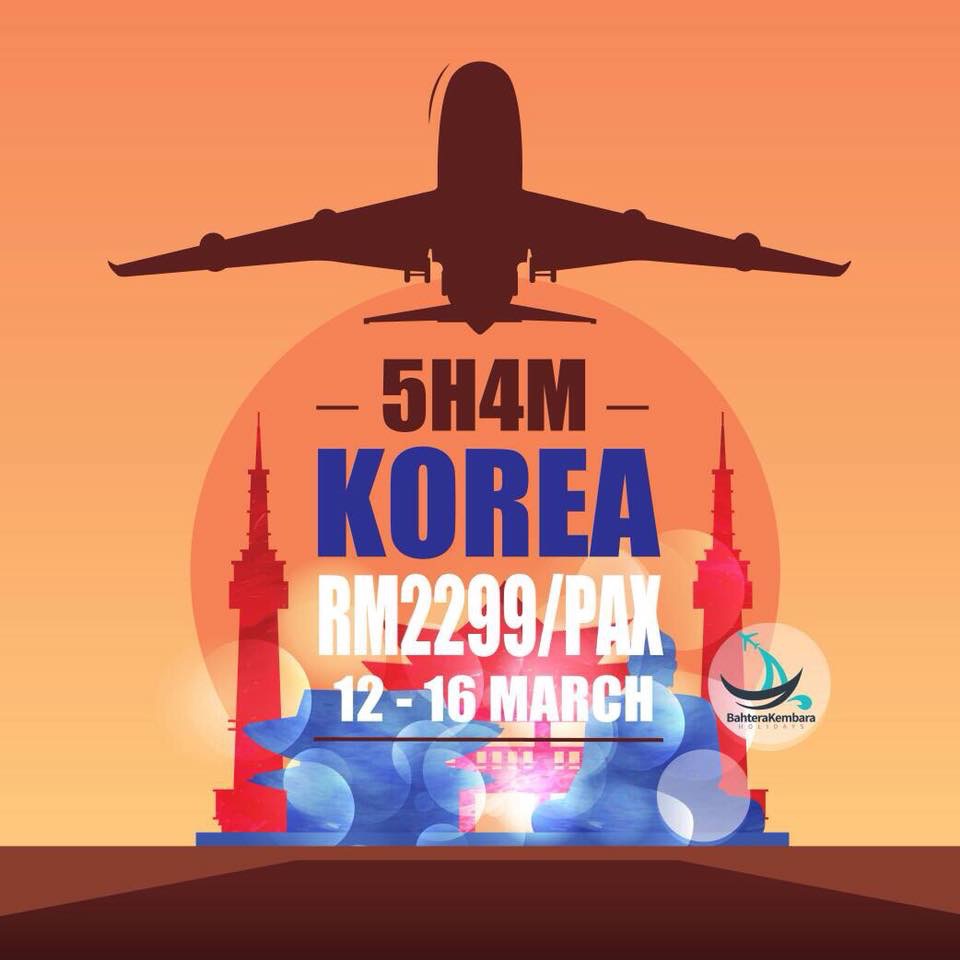 5H4M
KOREA
RM2299/PAX
12 - 16 MARCH
BahteraKembara
HOLIDAYS